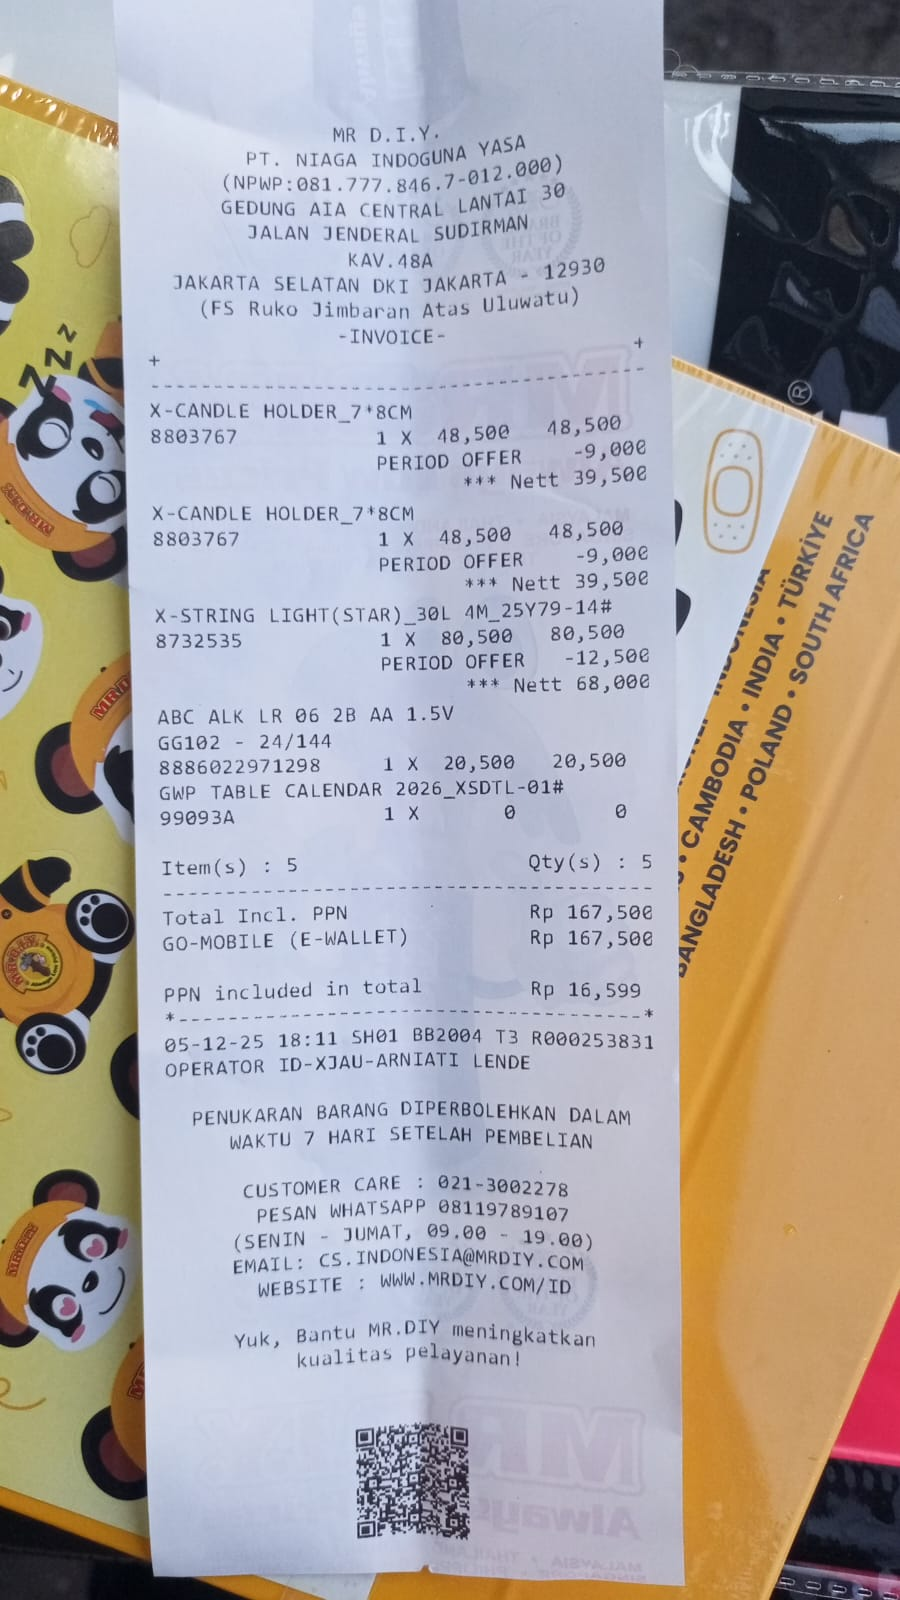 MR D.I.Y.
PT. NIAGA INDOGUNA YASA
(NPWP:081.777.846.7-012.000)
GEDUNG AIA CENTRAL LANTAI 30
JALAN JENDERAL SUDIRMAN
KAV.48A
JAKARTA SELATAN DKI JAKARTA - 12930
(FS Ruko Jimbaran Atas Uluwatu)
-INVOICE-
+ +
----------------------------------------
X-CANDLE HOLDER_7*8CM
8803767 1 X 48,500 48,500
PERIOD OFFER -9,000
*** Nett 39,500
X-CANDLE HOLDER_7*8CM
8803767 1 X 48,500 48,500
PERIOD OFFER -9,000
*** Nett 39,500
X-STRING LIGHT(STAR)_30L 4M_25Y79-14#
8732535 1 X 80,500 80,500
PERIOD OFFER -12,500
*** Nett 68,000
ABC ALK LR 06 2B AA 1.5V
GG102 - 24/144
8886022971298 1 X 20,500 20,500
GWP TABLE CALENDAR 2026_XSDTL-01#
99093A 1 X 0 0
Item(s) : 5 Qty(s) : 5
----------------------------------------
Total Incl. PPN Rp 167,500
GO-MOBILE (E-WALLET) Rp 167,500
PPN included in total Rp 16,599
*--------------------------------------*
05-12-25 18:11 SH01 BB2004 T3 R000253831
OPERATOR ID-XJAU-ARNIATI LENDE
PENUKARAN BARANG DIPERBOLEHKAN DALAM
WAKTU 7 HARI SETELAH PEMBELIAN
CUSTOMER CARE : 021-3002278
PESAN WHATSAPP 08119789107
(SENIN - JUMAT, 09.00 - 19.00)
EMAIL: CS.INDONESIA@MRDIY.COM
WEBSITE : WWW.MRDIY.COM/ID
Yuk, Bantu MR.DIY meningkatkan
kualitas pelayanan!
zZZ
MR.DIY
CAMBODIA • INDIA • TÜRKİYE
BANGLADESH • POLAND • SOUTH AFRICA
®